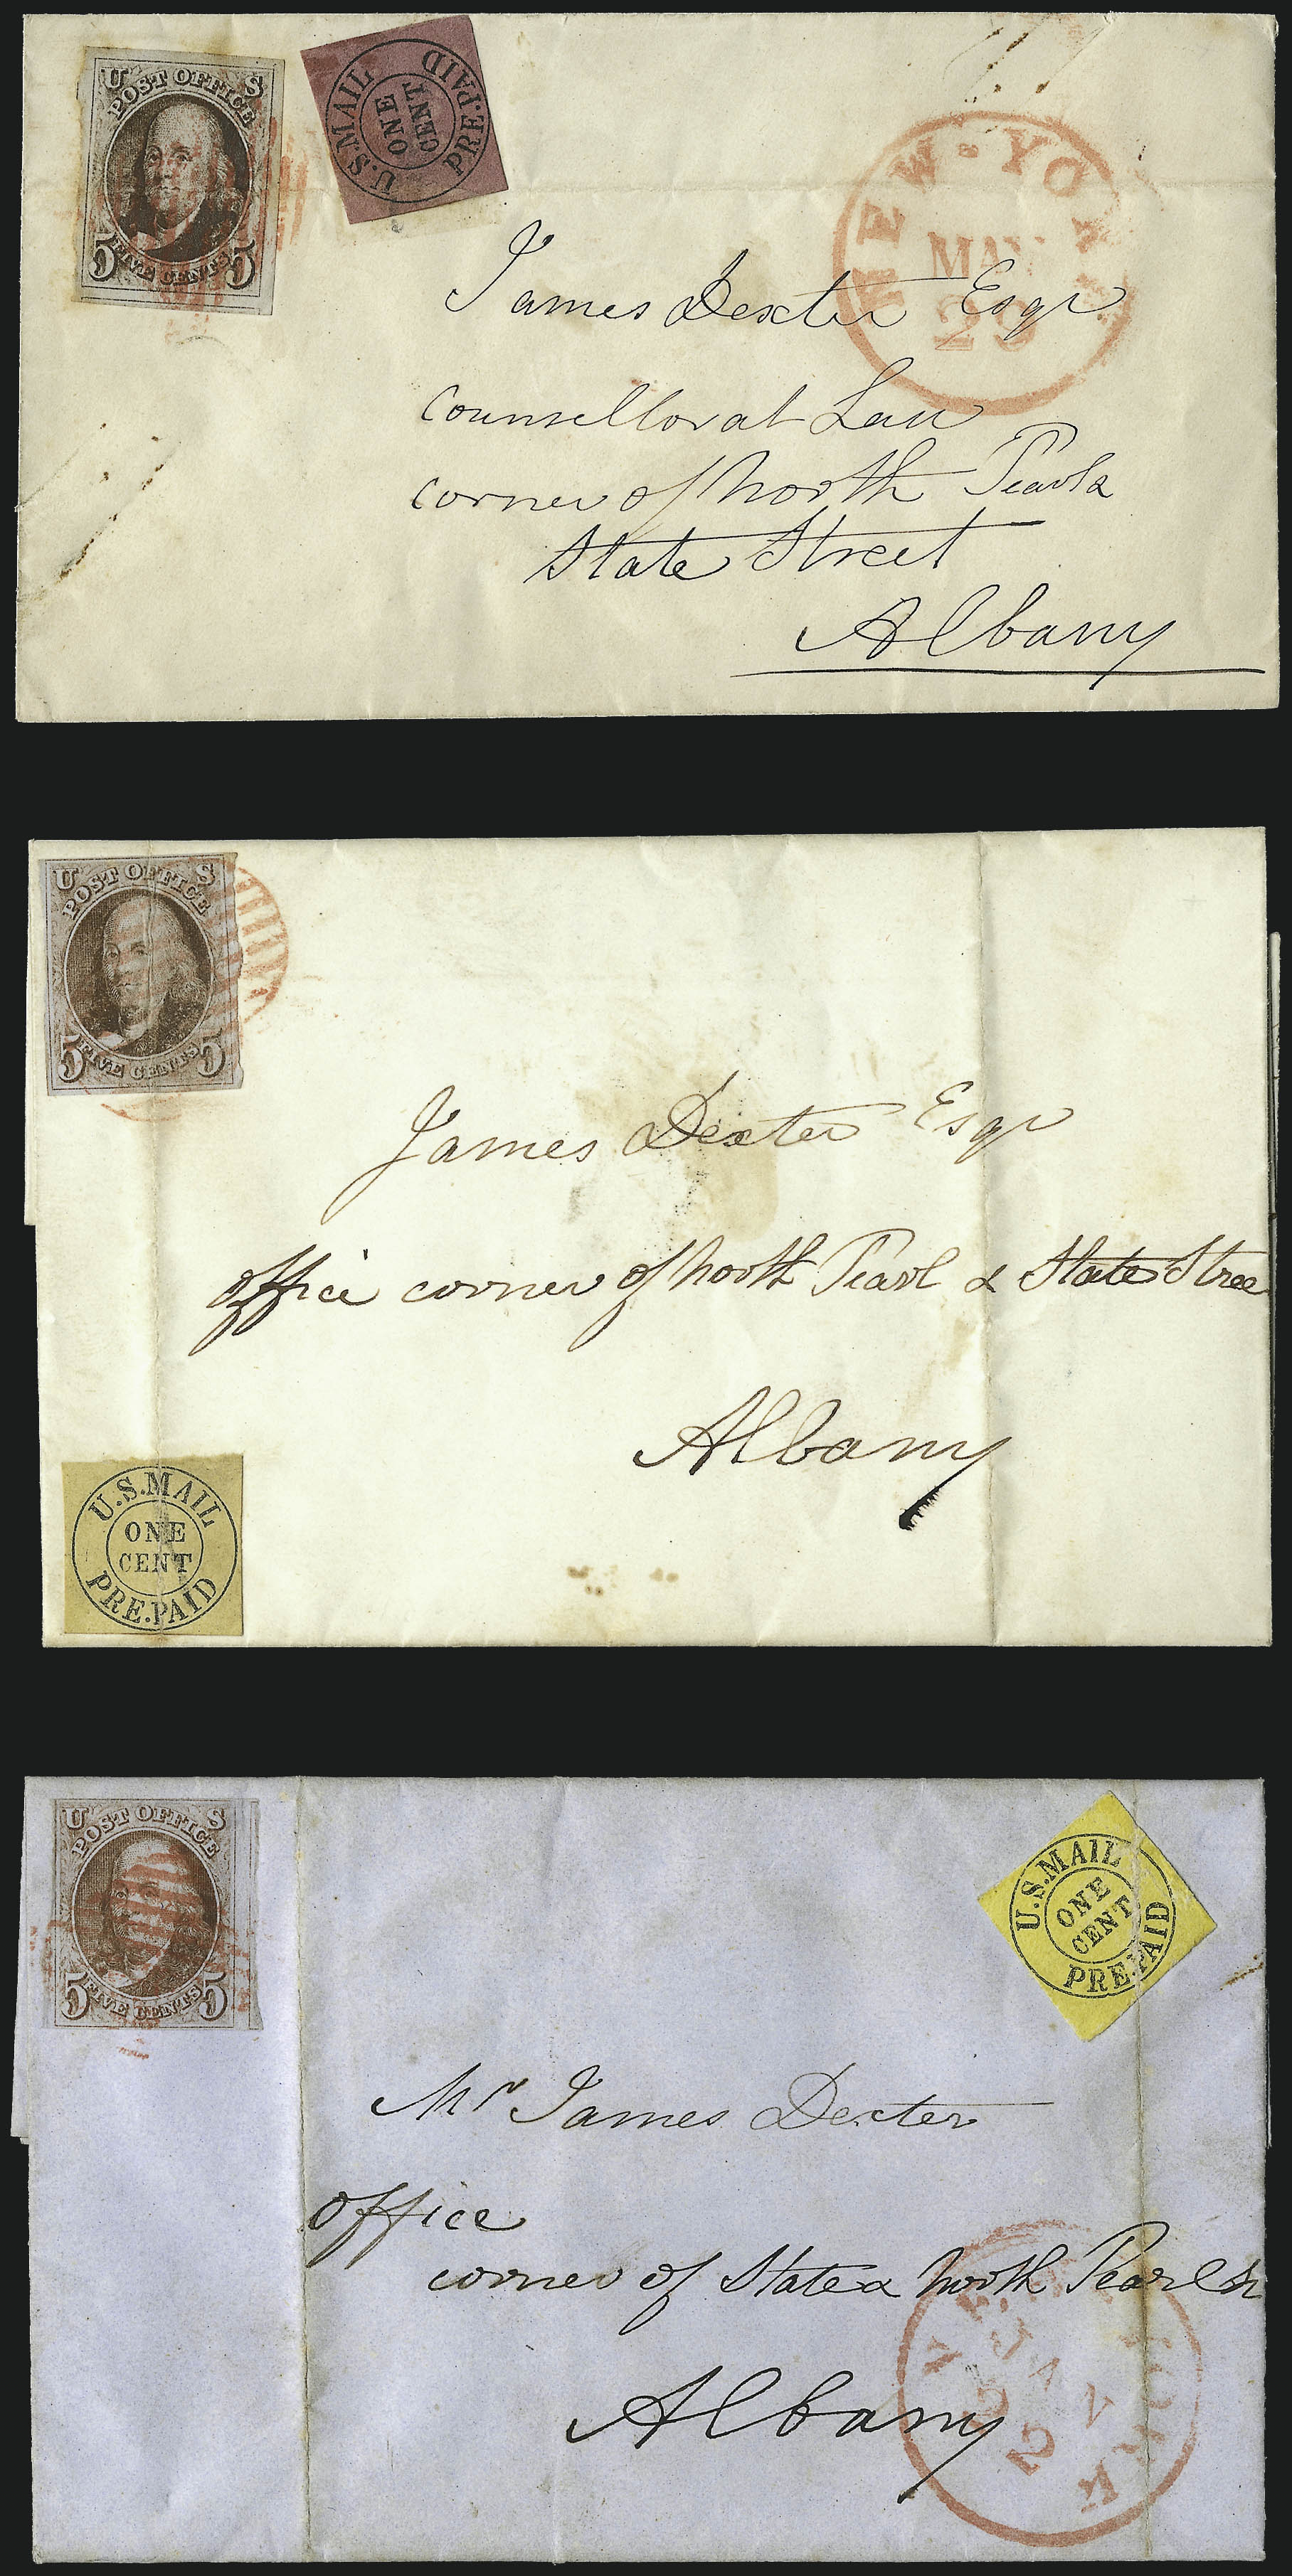 U S
POST OFFICE
5 FIVE CENTS 5
U.S.MAIL
ONE
CENT
PRE.PAID
NEW-YORK
MAY
29
James Dexter Esqr
Counsellor at Law
corner of North Pearl &
State Street
Albany
U S
POST OFFICE
5 FIVE CENTS 5
James Dexter Esqr
office corner of North Pearl & State Stree
Albany
U.S.MAIL
ONE
CENT
PRE.PAID
U S
POST OFFICE
5 FIVE CENTS 5
U.S.MAIL
ONE
CENT
PRE.PAID
Mr James Dexter
office
corner of State & North Pearl St
Albany
JAN